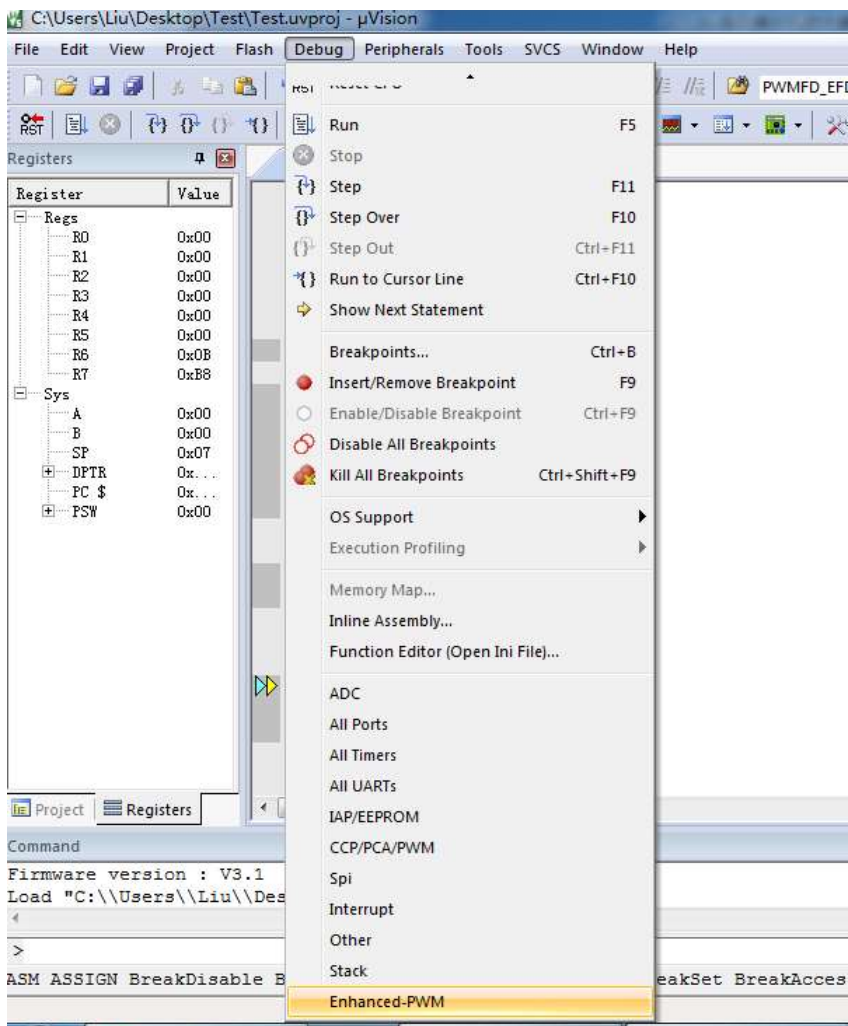 C:\Users\Liu\Desktop\Test\Test.uvproj - µVision
File Edit View Project Flash Debug Peripherals Tools SVCS Window Help
RST PWMFD_EFD
RST
Registers
Register Value
Regs
R0 0x00
R1 0x00
R2 0x00
R3 0x00
R4 0x00
R5 0x00
R6 0x0B
R7 0xB8
Sys
A 0x00
B 0x00
SP 0x07
DPTR 0x...
PC $ 0x...
PSW 0x00
Project Registers
Run F5
Stop
Step F11
Step Over F10
Step Out Ctrl+F11
Run to Cursor Line Ctrl+F10
Show Next Statement
Breakpoints... Ctrl+B
Insert/Remove Breakpoint F9
Enable/Disable Breakpoint Ctrl+F9
Disable All Breakpoints
Kill All Breakpoints Ctrl+Shift+F9
OS Support
Execution Profiling
Memory Map...
Inline Assembly...
Function Editor (Open Ini File)...
ADC
All Ports
All Timers
All UARTs
IAP/EEPROM
CCP/PCA/PWM
Spi
Interrupt
Other
Stack
Enhanced-PWM
Command
Firmware version : V3.1
Load "C:\\Users\\Liu\\Des
>
ASM ASSIGN BreakDisable B eakSet BreakAcces